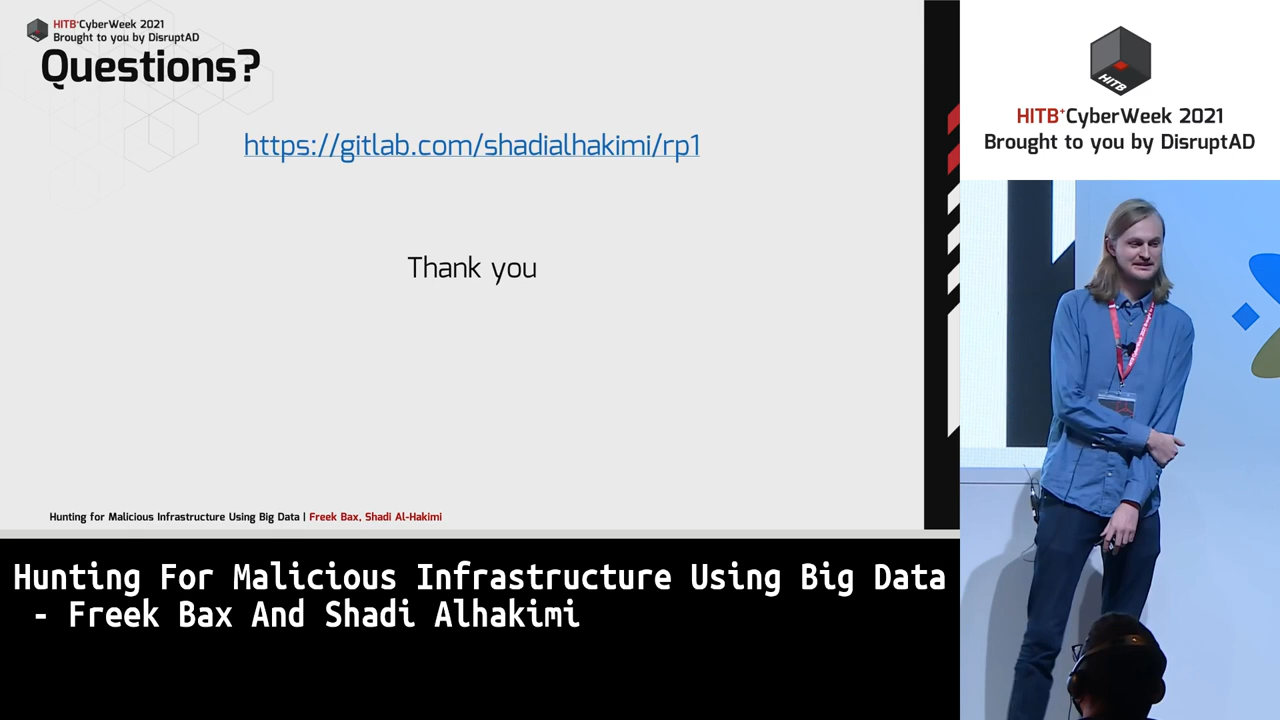 HITB+CyberWeek 2021
Brought to you by DisruptAD
Questions?
https://gitlab.com/shadialhakimi/rp1
Thank you
Hunting for Malicious Infrastructure Using Big Data | Freek Bax, Shadi Al-Hakimi
HITB
HITB+CyberWeek 2021
Brought to you by DisruptAD
Hunting For Malicious Infrastructure Using Big Data
- Freek Bax And Shadi Alhakimi